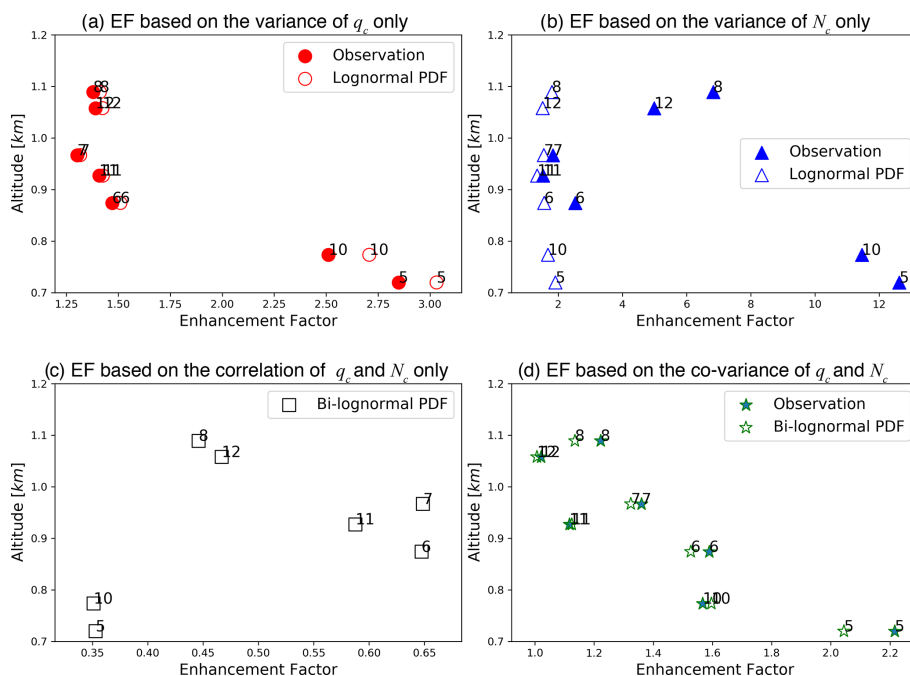 (a) EF based on the variance of q_c only
1.2
1.1
1.0
0.9
0.8
0.7
Altitude [km]
1.25 1.50 1.75 2.00 2.25 2.50 2.75 3.00
Enhancement Factor
Observation
Lognormal PDF
8 8
12 12
7 7
11 11
6 6
10 10
5 5
(b) EF based on the variance of N_c only
1.2
1.1
1.0
0.9
0.8
0.7
Altitude [km]
2 4 6 8 10 12
Enhancement Factor
Observation
Lognormal PDF
8 8
12 12
7 7
11 11
6 6
10 10
5 5
(c) EF based on the correlation of q_c and N_c only
1.2
1.1
1.0
0.9
0.8
0.7
Altitude [km]
0.35 0.40 0.45 0.50 0.55 0.60 0.65
Enhancement Factor
Bi-lognormal PDF
8
12
7
11
6
10
5
(d) EF based on the co-variance of q_c and N_c
1.2
1.1
1.0
0.9
0.8
0.7
Altitude [km]
1.0 1.2 1.4 1.6 1.8 2.0 2.2
Enhancement Factor
Observation
Bi-lognormal PDF
8 8
12 12
7 7
11 11
6 6
10 10
5 5